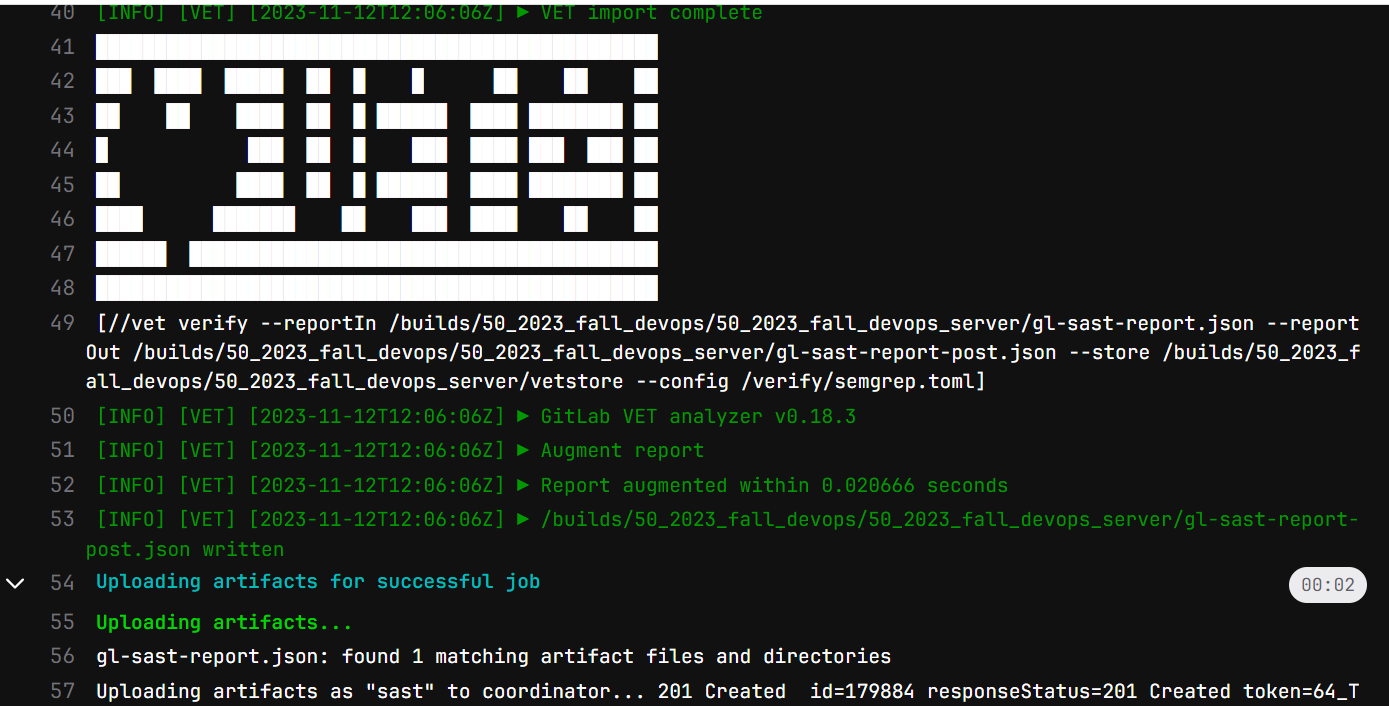 40 [INFO] [VET] [2023-11-12T12:06:06Z] ▶ VET import complete
41
42
43
44
45
46
47
48
49 [//vet verify --reportIn /builds/50_2023_fall_devops/50_2023_fall_devops_server/gl-sast-report.json --report
Out /builds/50_2023_fall_devops/50_2023_fall_devops_server/gl-sast-report-post.json --store /builds/50_2023_f
all_devops/50_2023_fall_devops_server/vetstore --config /verify/semgrep.toml]
50 [INFO] [VET] [2023-11-12T12:06:06Z] ▶ GitLab VET analyzer v0.18.3
51 [INFO] [VET] [2023-11-12T12:06:06Z] ▶ Augment report
52 [INFO] [VET] [2023-11-12T12:06:06Z] ▶ Report augmented within 0.020666 seconds
53 [INFO] [VET] [2023-11-12T12:06:06Z] ▶ /builds/50_2023_fall_devops/50_2023_fall_devops_server/gl-sast-report-
post.json written
54 Uploading artifacts for successful job 00:02
55 Uploading artifacts...
56 gl-sast-report.json: found 1 matching artifact files and directories
57 Uploading artifacts as "sast" to coordinator... 201 Created  id=179884 responseStatus=201 Created token=64_T